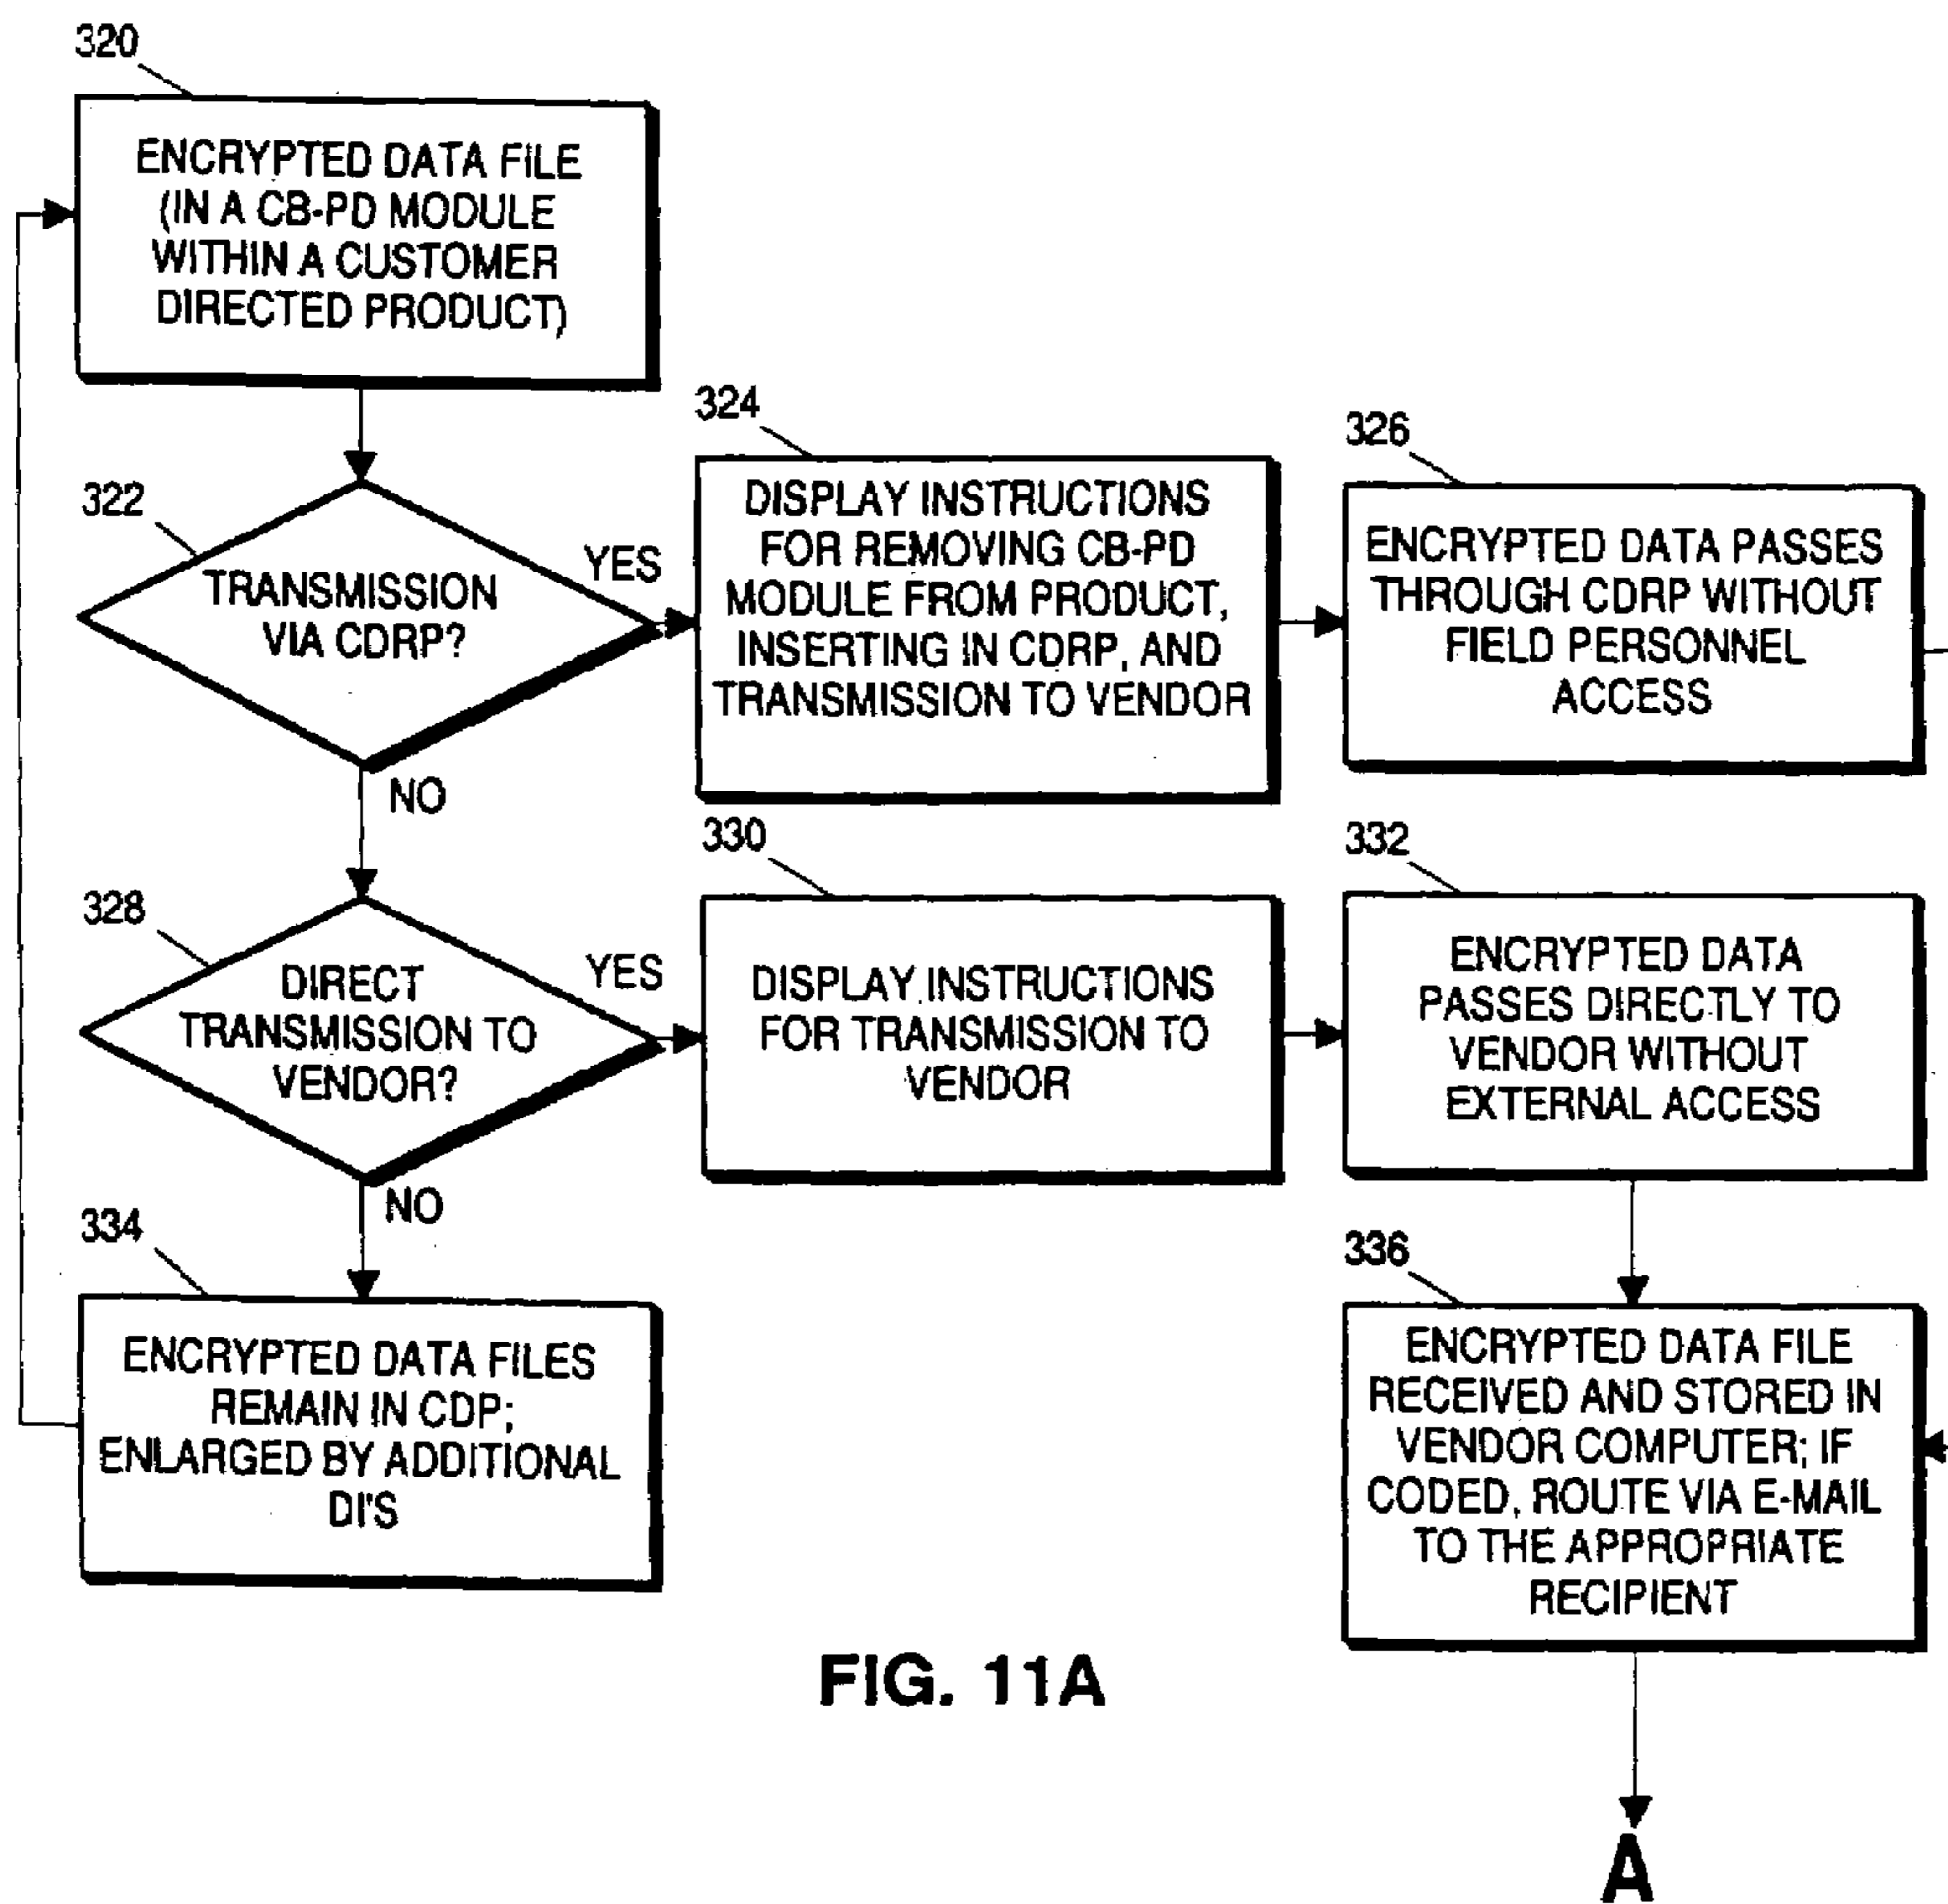 320
ENCRYPTED DATA FILE
(IN A CB-PD MODULE
WITHIN A CUSTOMER
DIRECTED PRODUCT)
322
TRANSMISSION
VIA CDRP?
YES
NO
324
DISPLAY INSTRUCTIONS
FOR REMOVING CB-PD
MODULE FROM PRODUCT,
INSERTING IN CDRP, AND
TRANSMISSION TO VENDOR
326
ENCRYPTED DATA PASSES
THROUGH CDRP WITHOUT
FIELD PERSONNEL
ACCESS
328
DIRECT
TRANSMISSION TO
VENDOR?
YES
NO
330
DISPLAY INSTRUCTIONS
FOR TRANSMISSION TO
VENDOR
332
ENCRYPTED DATA
PASSES DIRECTLY TO
VENDOR WITHOUT
EXTERNAL ACCESS
334
ENCRYPTED DATA FILES
REMAIN IN CDP;
ENLARGED BY ADDITIONAL
DI'S
336
ENCRYPTED DATA FILE
RECEIVED AND STORED IN
VENDOR COMPUTER; IF
CODED, ROUTE VIA E-MAIL
TO THE APPROPRIATE
RECIPIENT
FIG. 11A
A